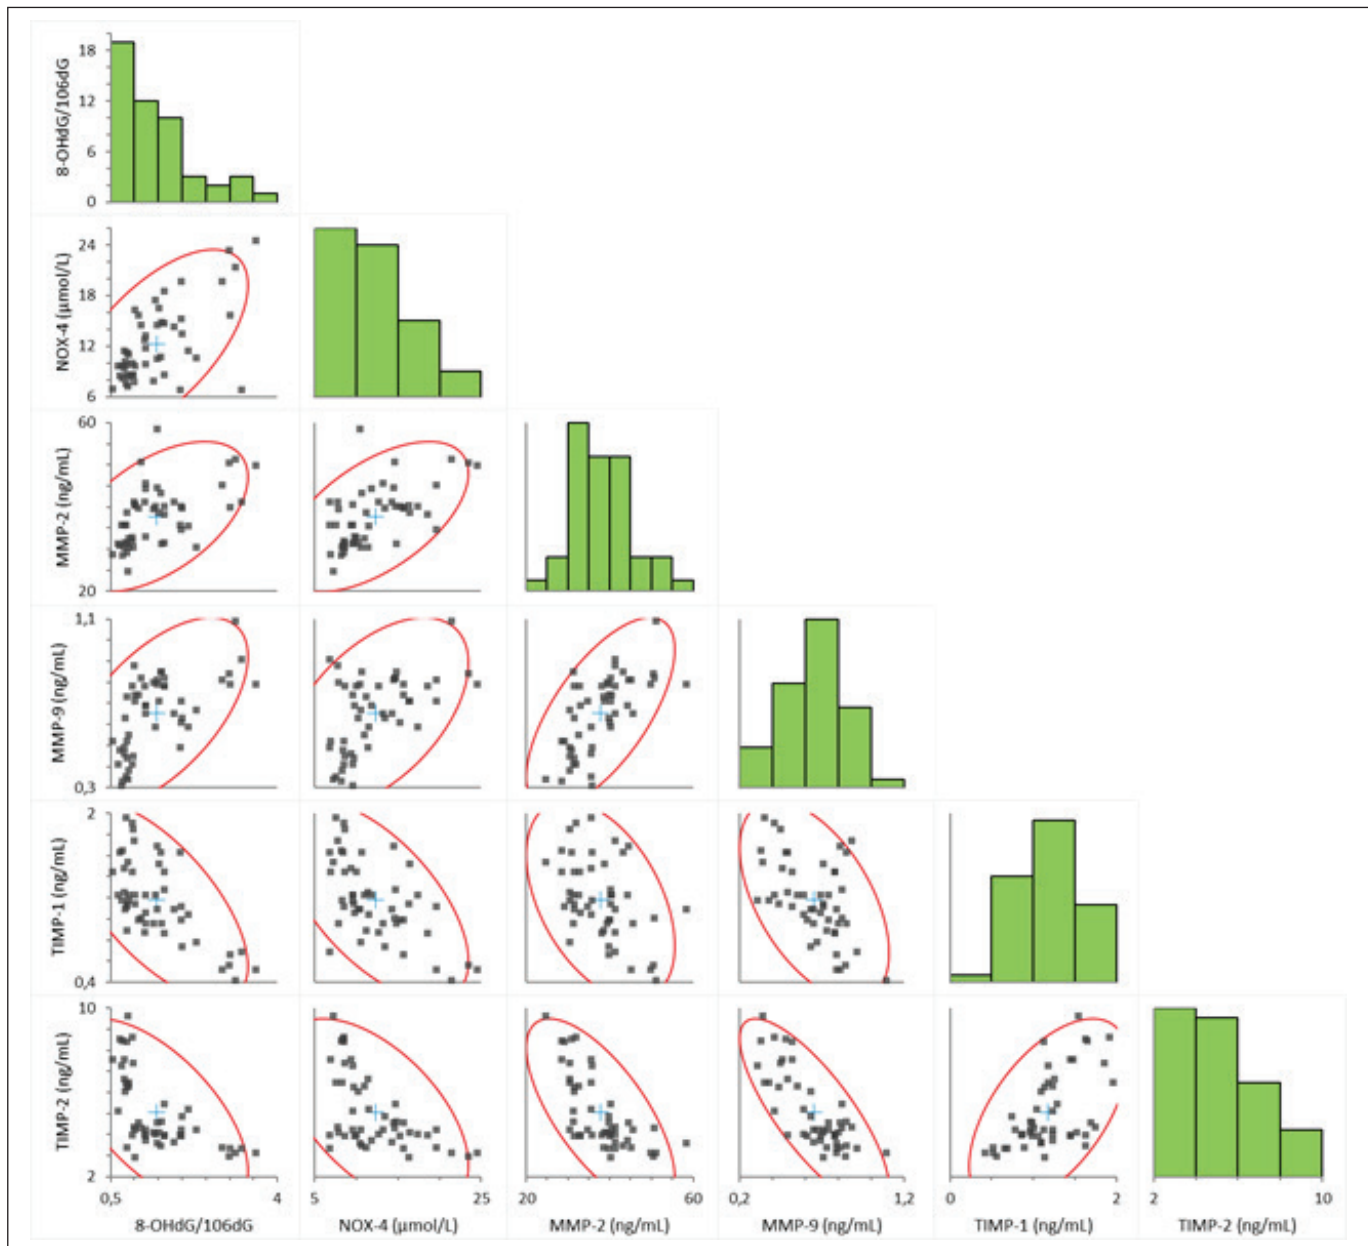 8-OHdG/106dG
18
12
6
0
NOX-4 (μmol/L)
24
18
12
6
MMP-2 (ng/mL)
60
20
MMP-9 (ng/mL)
1,1
0,3
TIMP-1 (ng/mL)
2
0,4
TIMP-2 (ng/mL)
10
2
0,5 4 5 25 20 60 0,2 1,2 0 2 2 10
8-OHdG/106dG NOX-4 (μmol/L) MMP-2 (ng/mL) MMP-9 (ng/mL) TIMP-1 (ng/mL) TIMP-2 (ng/mL)